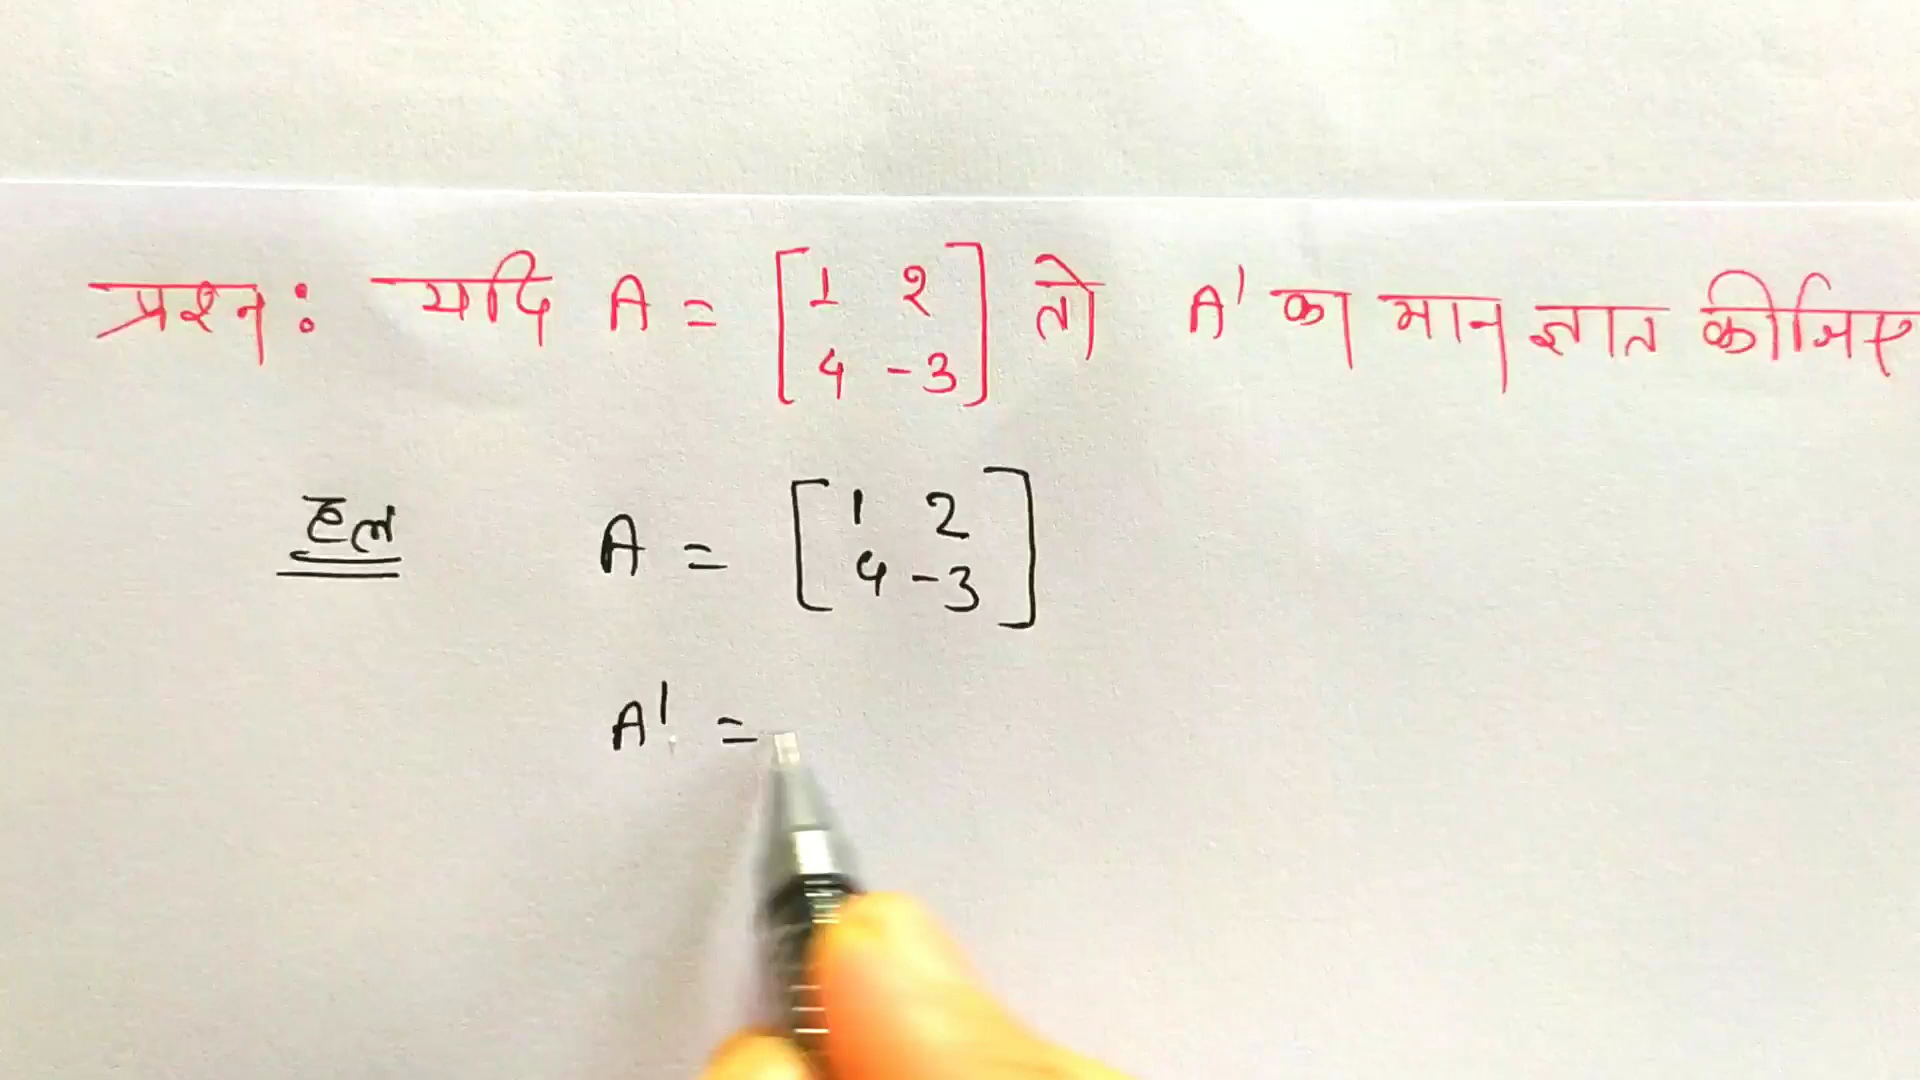 प्रश्न: यदि A = [1 2 4 -3] तो A' का मान ज्ञात कीजिए
हल A = [1 2 4 -3]
A' =